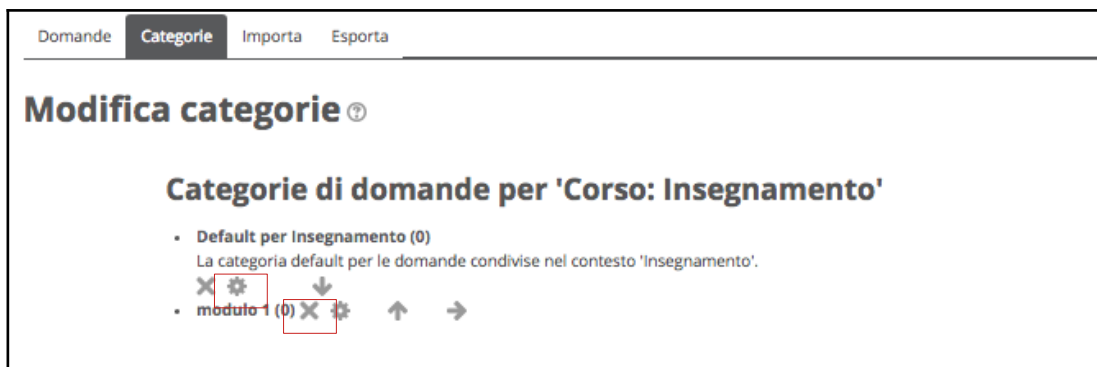 Domande Categorie Importa Esporta
Modifica categorie
Categorie di domande per 'Corso: Insegnamento'
Default per Insegnamento (0)
La categoria default per le domande condivise nel contesto 'Insegnamento'.
modulo 1 (0)